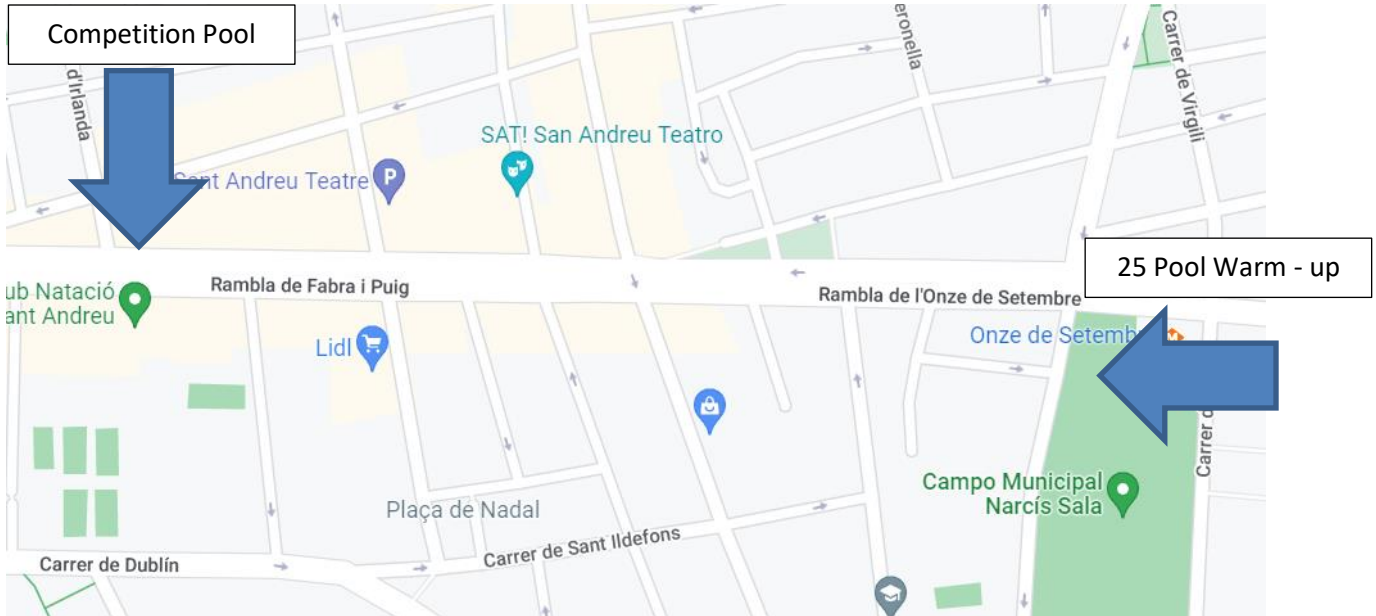 Competition Pool
d'Irlanda
eronella
Carrer de Virgili
SAT! San Andreu Teatro
Sant Andreu Teatre
P
25 Pool Warm - up
ub Natació
ant Andreu
Rambla de Fabra i Puig
Rambla de l'Onze de Setembre
Lidl
Onze de Setemb
Carrer d
Campo Municipal
Narcís Sala
Plaça de Nadal
Carrer de Sant Ildefons
Carrer de Dublín